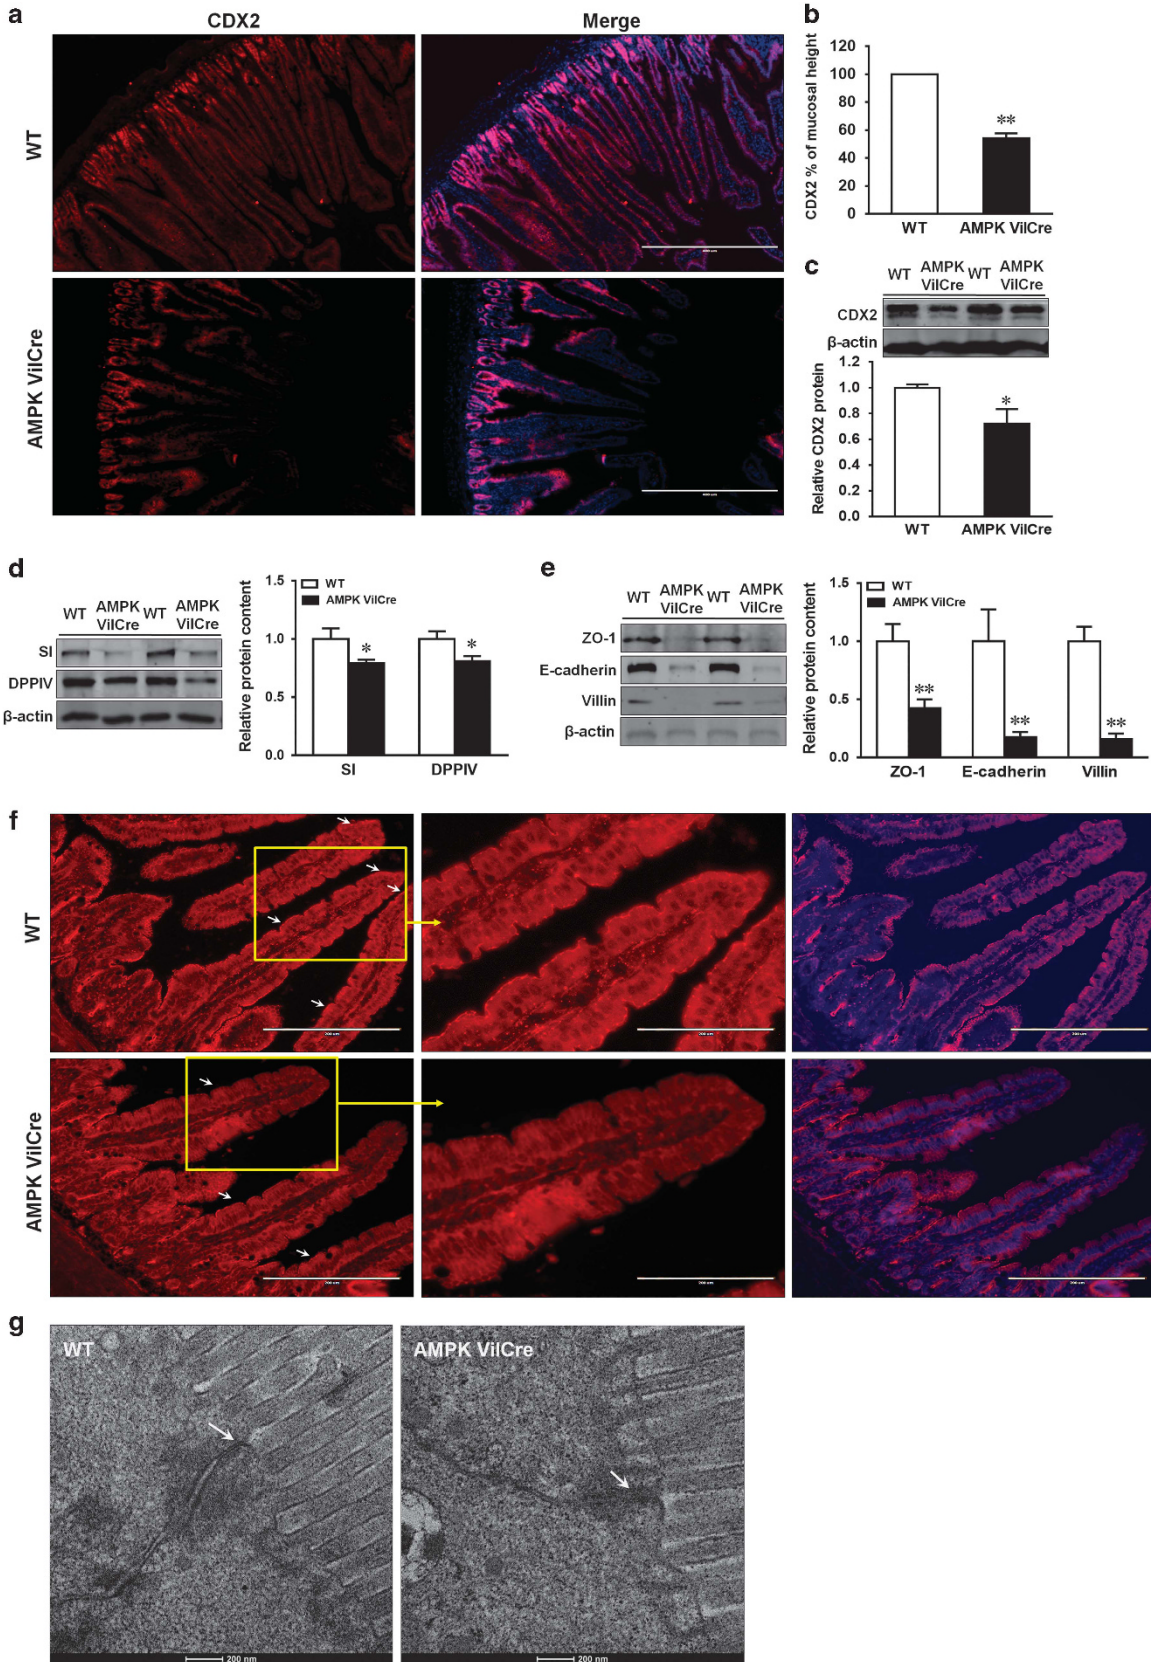 a
CDX2
Merge
WT
AMPK VilCre
b
CDX2 % of mucosal height
120
100
80
60
40
20
0
**
WT
AMPK VilCre
c
WT AMPK VilCre WT AMPK VilCre
CDX2
β-actin
Relative CDX2 protein
1.2
1.0
0.8
0.6
0.4
0.2
0.0
*
WT
AMPK VilCre
d
WT AMPK VilCre WT AMPK VilCre
SI
DPPIV
β-actin
Relative protein content
1.5
1.0
0.5
0.0
WT
AMPK VilCre
*
*
SI
DPPIV
e
WT AMPK VilCre WT AMPK VilCre
ZO-1
E-cadherin
Villin
β-actin
Relative protein content
1.5
1.0
0.5
0.0
WT
AMPK VilCre
**
**
**
ZO-1
E-cadherin
Villin
f
WT
AMPK VilCre
200 um
200 um
g
WT
AMPK VilCre
200 nm
200 nm